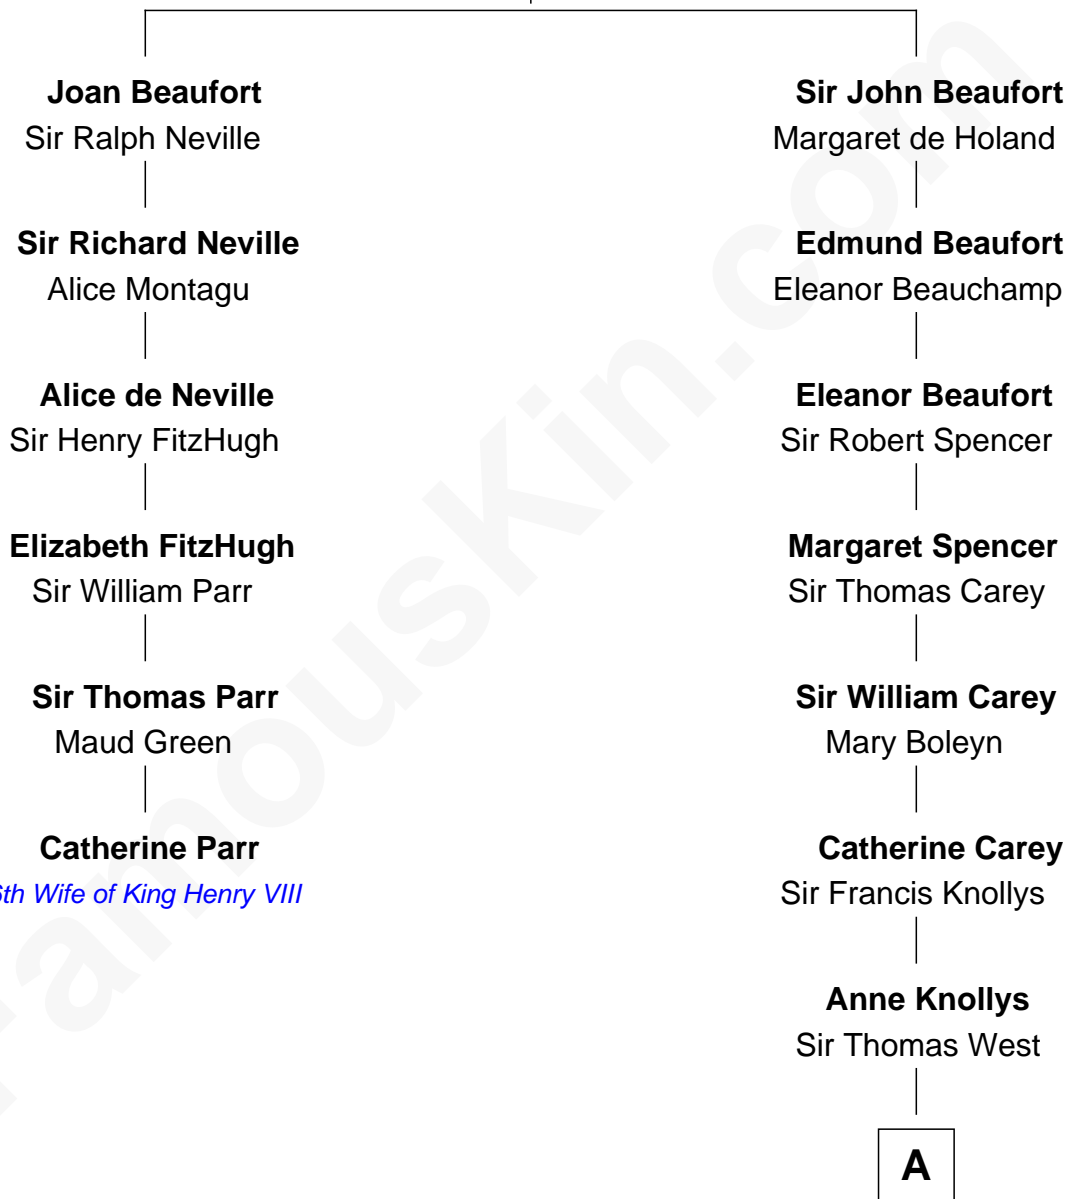 Joan Beaufort
Sir Ralph Neville
Sir Richard Neville
Alice Montagu
Alice de Neville
Sir Henry FitzHugh
Elizabeth FitzHugh
Sir William Parr
Sir Thomas Parr
Maud Green
Catherine Parr
6th Wife of King Henry VIII
Sir John Beaufort
Margaret de Holand
Edmund Beaufort
Eleanor Beauchamp
Eleanor Beaufort
Sir Robert Spencer
Margaret Spencer
Sir Thomas Carey
Sir William Carey
Mary Boleyn
Catherine Carey
Sir Francis Knollys
Anne Knollys
Sir Thomas West
A
FamousKin.com